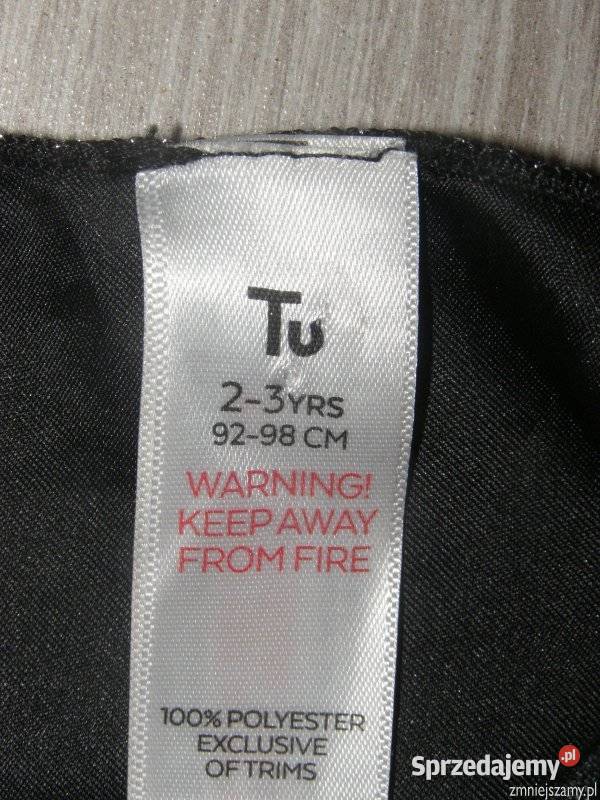 Tu
2-3YRS
92-98 CM
WARNING!
KEEP AWAY
FROM FIRE
100% POLYESTER
EXCLUSIVE
OF TRIMS
Sprzedajemy.pl
zmniejszamy.pl